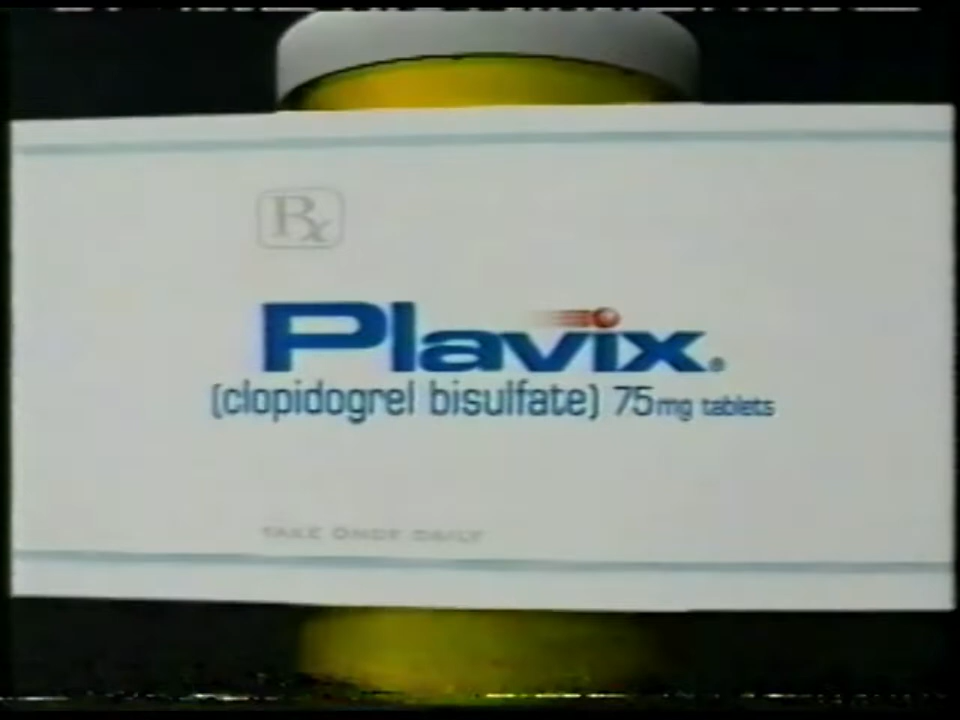 Rx
Plavix®
(clopidogrel bisulfate) 75mg tablets
TAKE ONCE DAILY